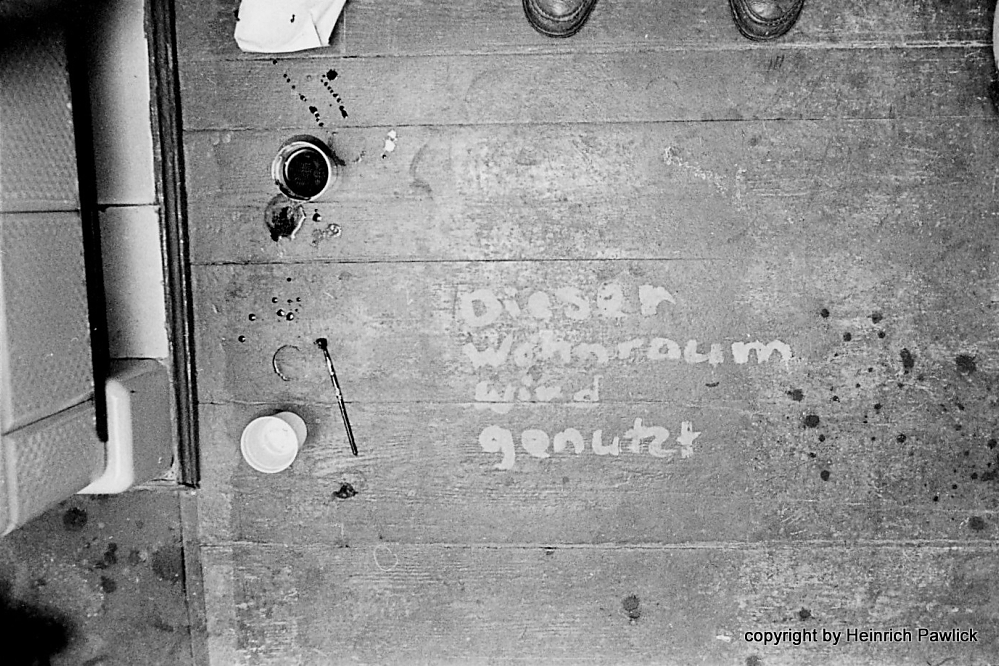 Dieser
Wohnraum
wird
genutzt
copyright by Heinrich Pawlick